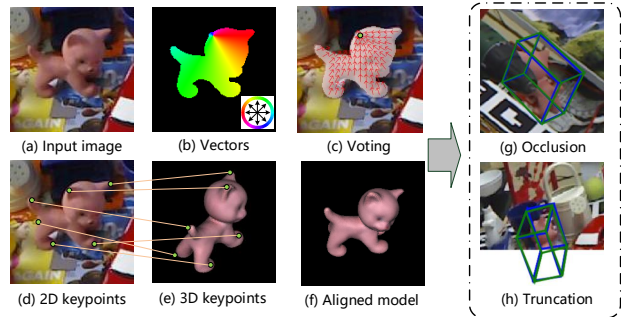 (a) Input image
(b) Vectors
(c) Voting
(g) Occlusion
(d) 2D keypoints
(e) 3D keypoints
(f) Aligned model
(h) Truncation